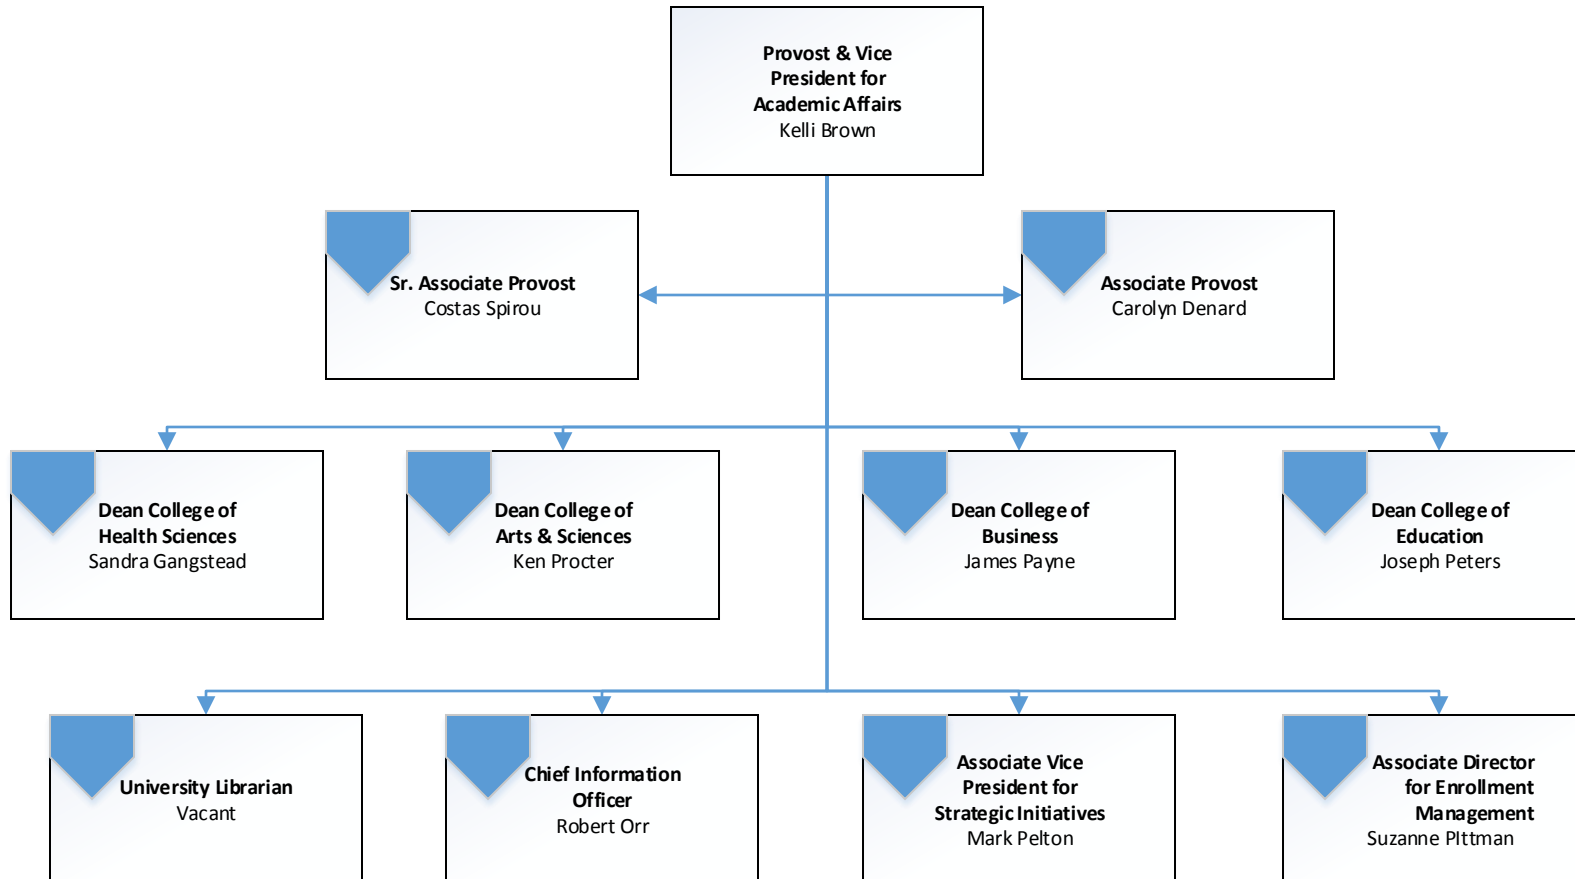 Provost & Vice
President for
Academic Affairs
Kelli Brown
Sr. Associate Provost
Costas Spirou
Associate Provost
Carolyn Denard
Dean College of
Health Sciences
Sandra Gangstead
Dean College of
Arts & Sciences
Ken Procter
Dean College of
Business
James Payne
Dean College of
Education
Joseph Peters
University Librarian
Vacant
Chief Information
Officer
Robert Orr
Associate Vice
President for
Strategic Initiatives
Mark Pelton
Associate Director
for Enrollment
Management
Suzanne PIttman